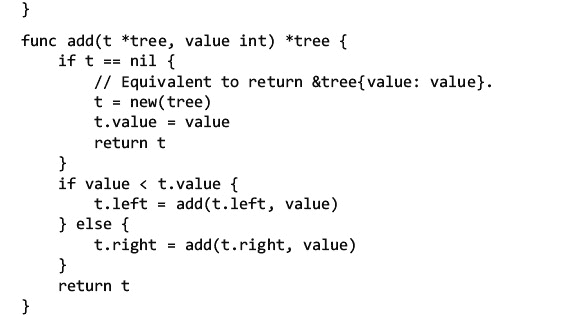 }
func add(t *tree, value int) *tree {
    if t == nil {
        // Equivalent to return &tree{value: value}.
        t = new(tree)
        t.value = value
        return t
    }
    if value < t.value {
        t.left = add(t.left, value)
    } else {
        t.right = add(t.right, value)
    }
    return t
}